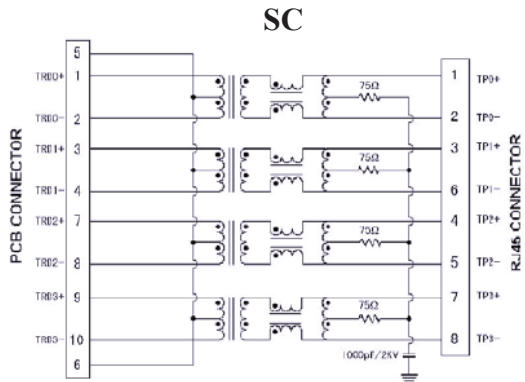 SC
5
TRD0+ 1 75Ω 1 TP0+
TRD0- 2 2 TP0-
TRD1+ 3 75Ω 3 TP1+
TRD1- 4 6 TP1-
TRD2+ 7 75Ω 4 TP2+
TRD2- 8 5 TP2-
TRD3+ 9 75Ω 7 TP3+
TRD3- 10 8 TP3-
6 1000pF/2KV
PCB CONNECTOR
RJ45 CONNECTOR